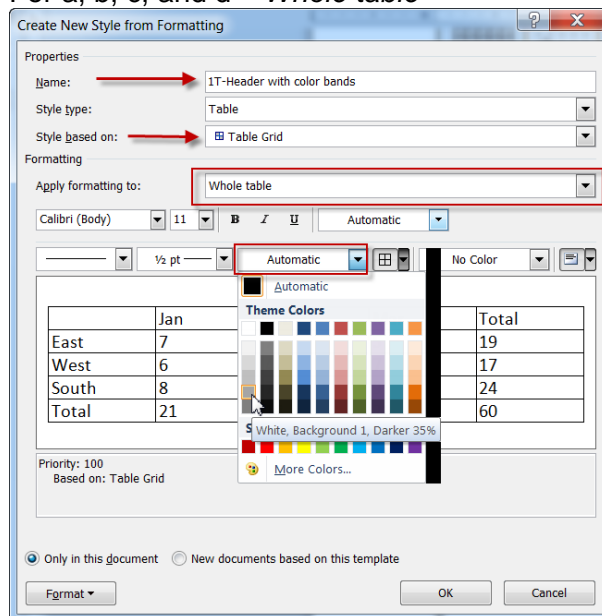 For a, b, c, and d – Whole table
Create New Style from Formatting
Properties
Name: 1T-Header with color bands
Style type: Table
Style based on: Table Grid
Formatting
Apply formatting to: Whole table
Calibri (Body) 11 B I U Automatic
½ pt Automatic No Color
Automatic
Theme Colors
Jan Total
East 7 19
West 6 17
South 8 24
Total 21 60
S
White, Background 1, Darker 35%
More Colors...
Priority: 100
Based on: Table Grid
Only in this document New documents based on this template
Format OK Cancel